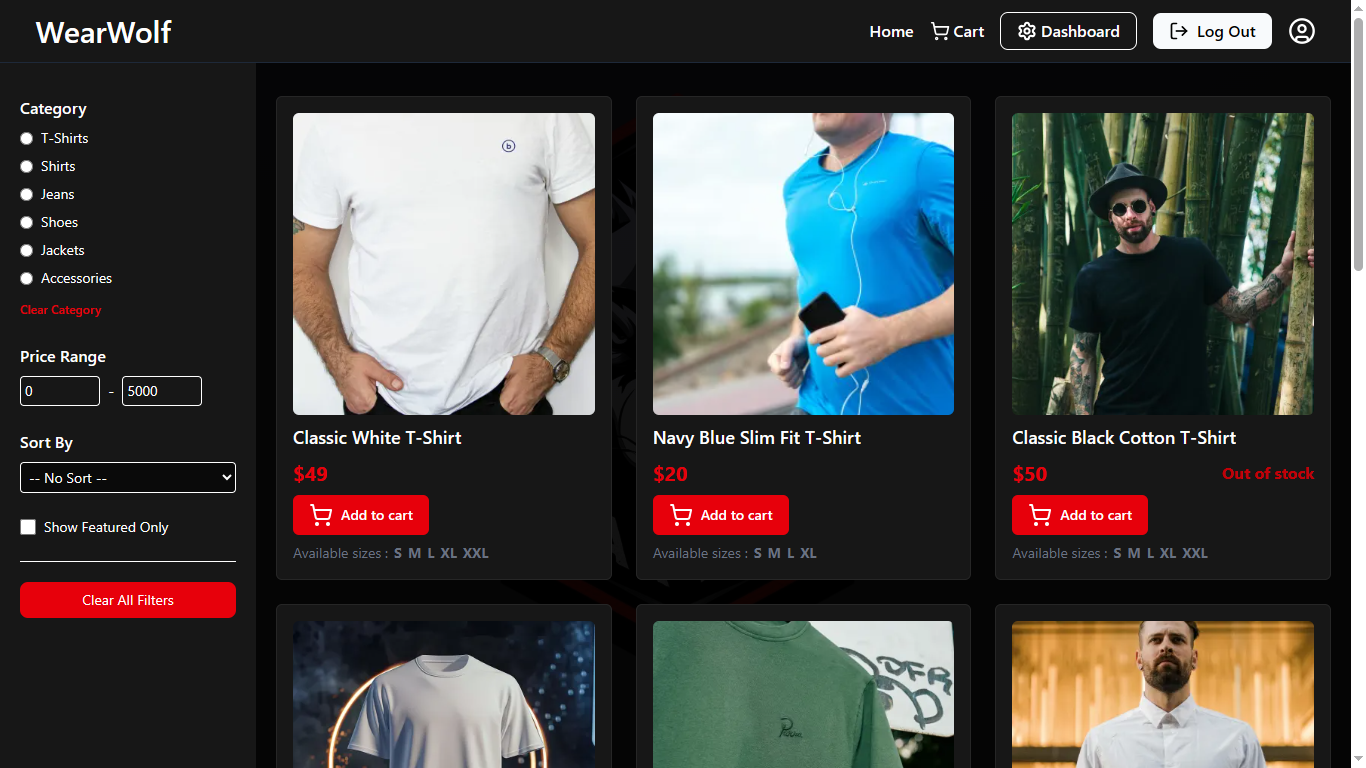 WearWolf
Home
Cart
Dashboard
Log Out
Category
T-Shirts
Shirts
Jeans
Shoes
Jackets
Accessories
Clear Category
Price Range
0 - 5000
Sort By
-- No Sort --
Show Featured Only
Clear All Filters
b
Classic White T-Shirt
$49
Add to cart
Available sizes : S M L XL XXL
Navy Blue Slim Fit T-Shirt
$20
Add to cart
Available sizes : S M L XL
Classic Black Cotton T-Shirt
$50 Out of stock
Add to cart
Available sizes : S M L XL XXL